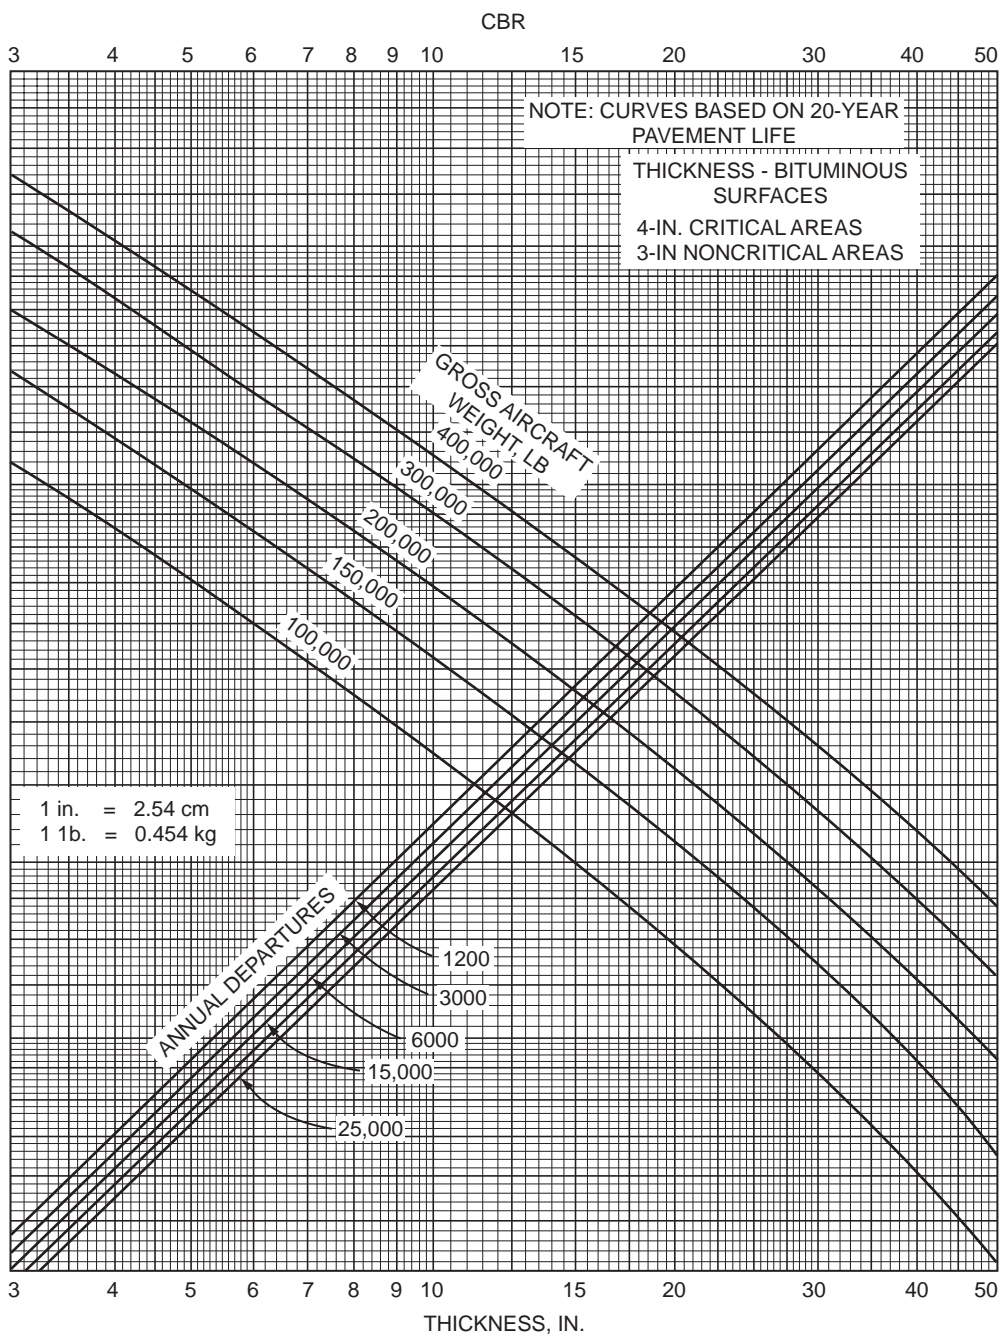 CBR
3 4 5 6 7 8 9 10 15 20 30 40 50
NOTE: CURVES BASED ON 20-YEAR
PAVEMENT LIFE
THICKNESS - BITUMINOUS
SURFACES
4-IN. CRITICAL AREAS
3-IN NONCRITICAL AREAS
GROSS AIRCRAFT
WEIGHT, LB
400,000
300,000
200,000
150,000
100,000
1 in. = 2.54 cm
1 1b. = 0.454 kg
ANNUAL DEPARTURES
1200
3000
6000
15,000
25,000
3 4 5 6 7 8 9 10 15 20 30 40 50
THICKNESS, IN.